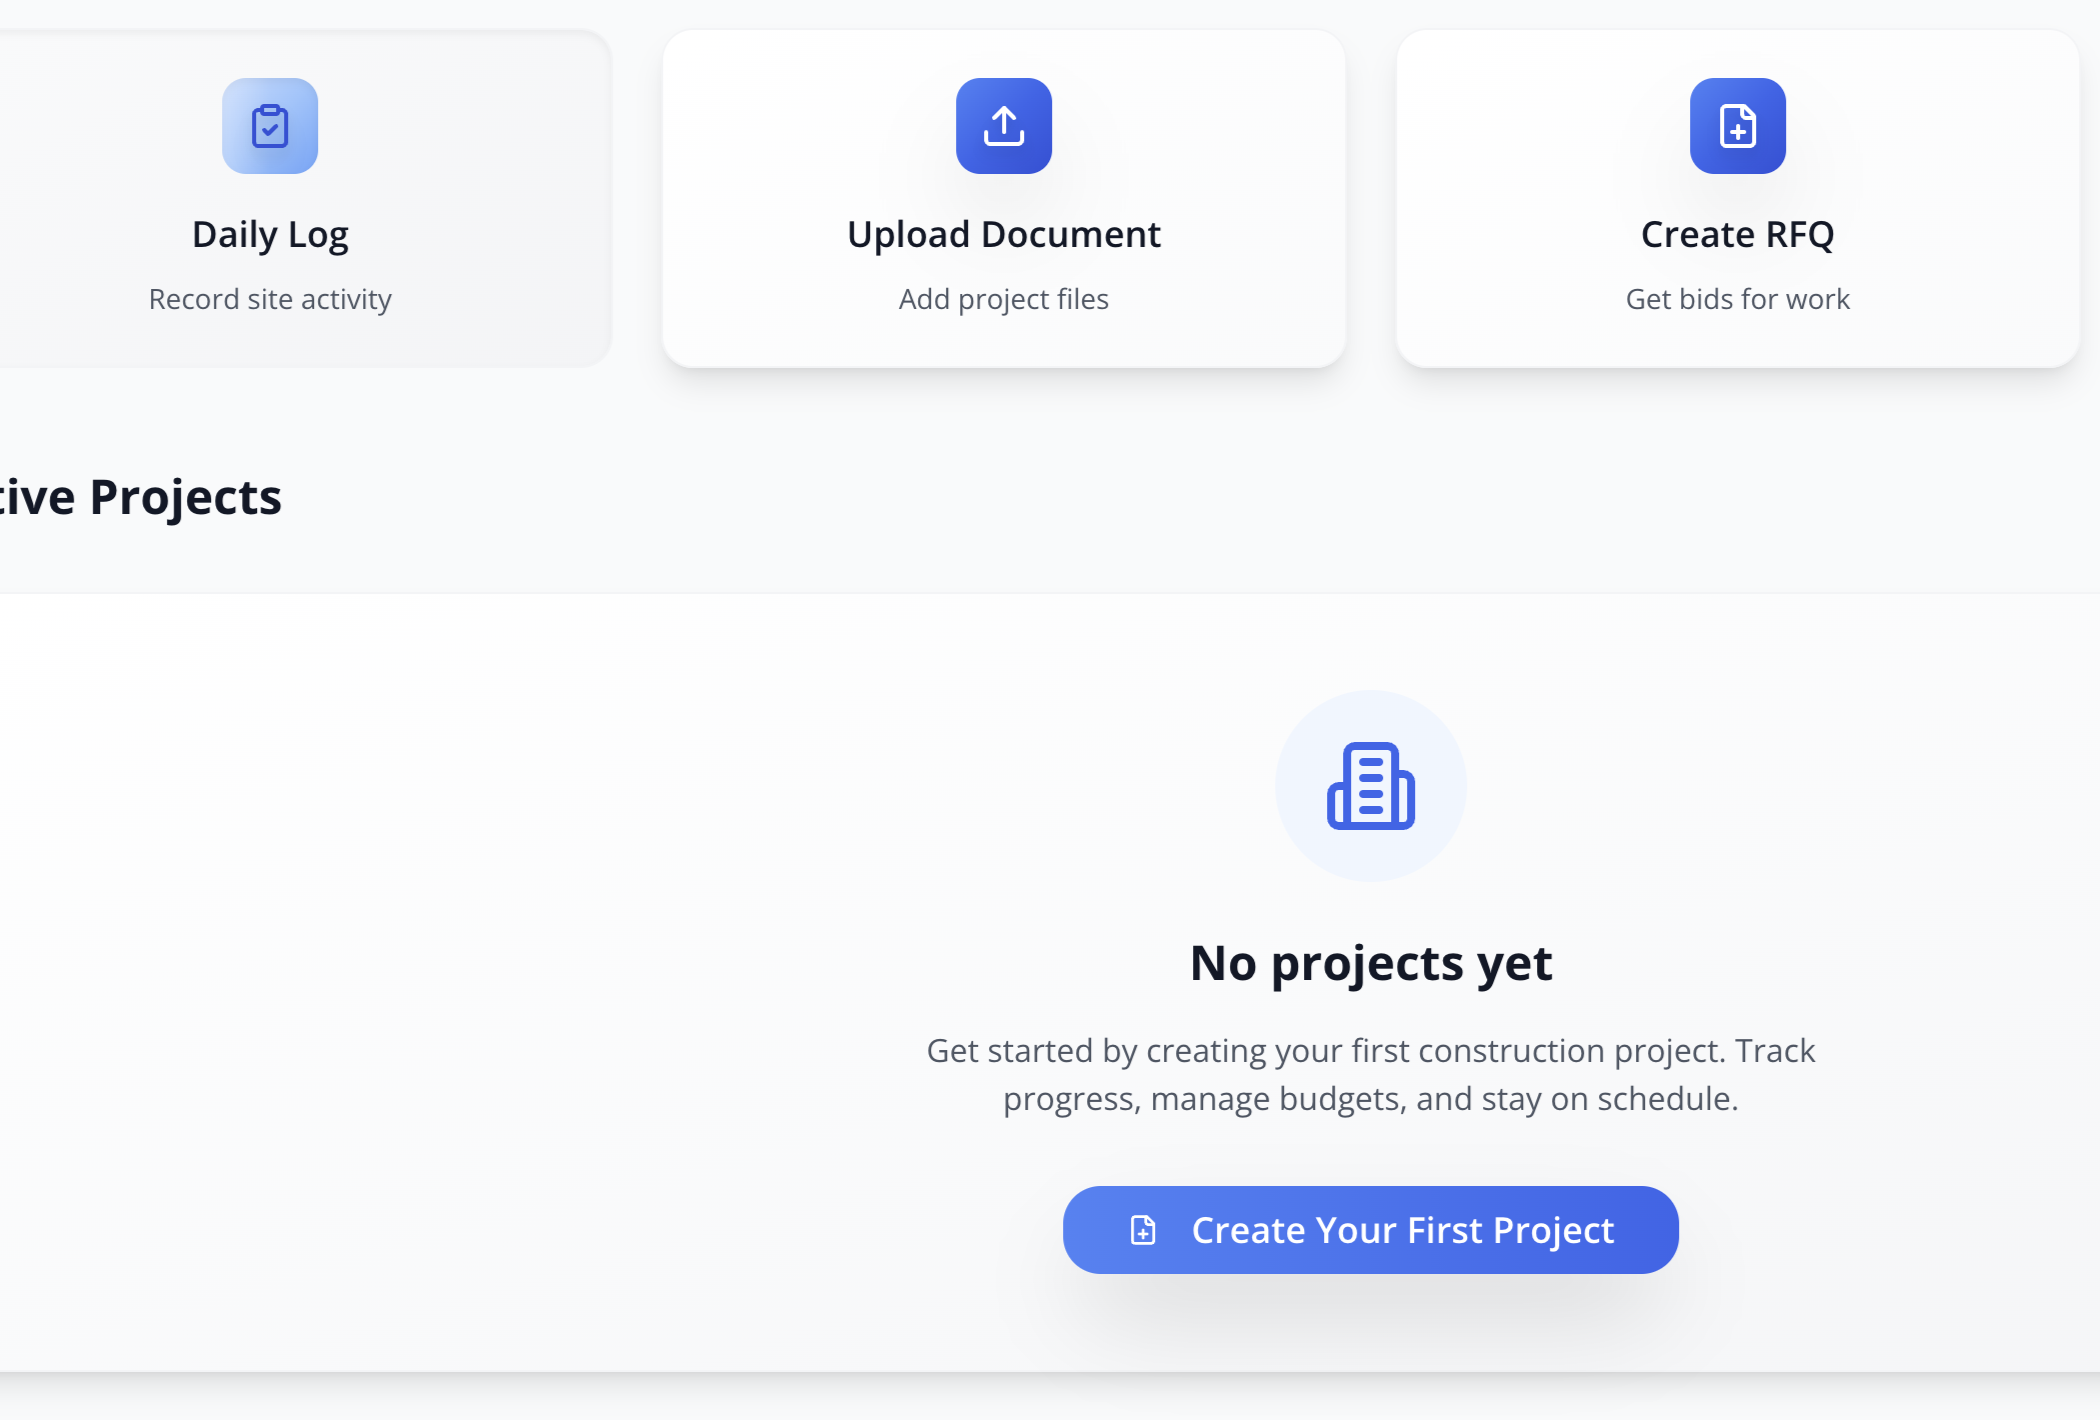 Daily Log
Record site activity
Upload Document
Add project files
Create RFQ
Get bids for work
tive Projects
No projects yet
Get started by creating your first construction project. Track
progress, manage budgets, and stay on schedule.
Create Your First Project